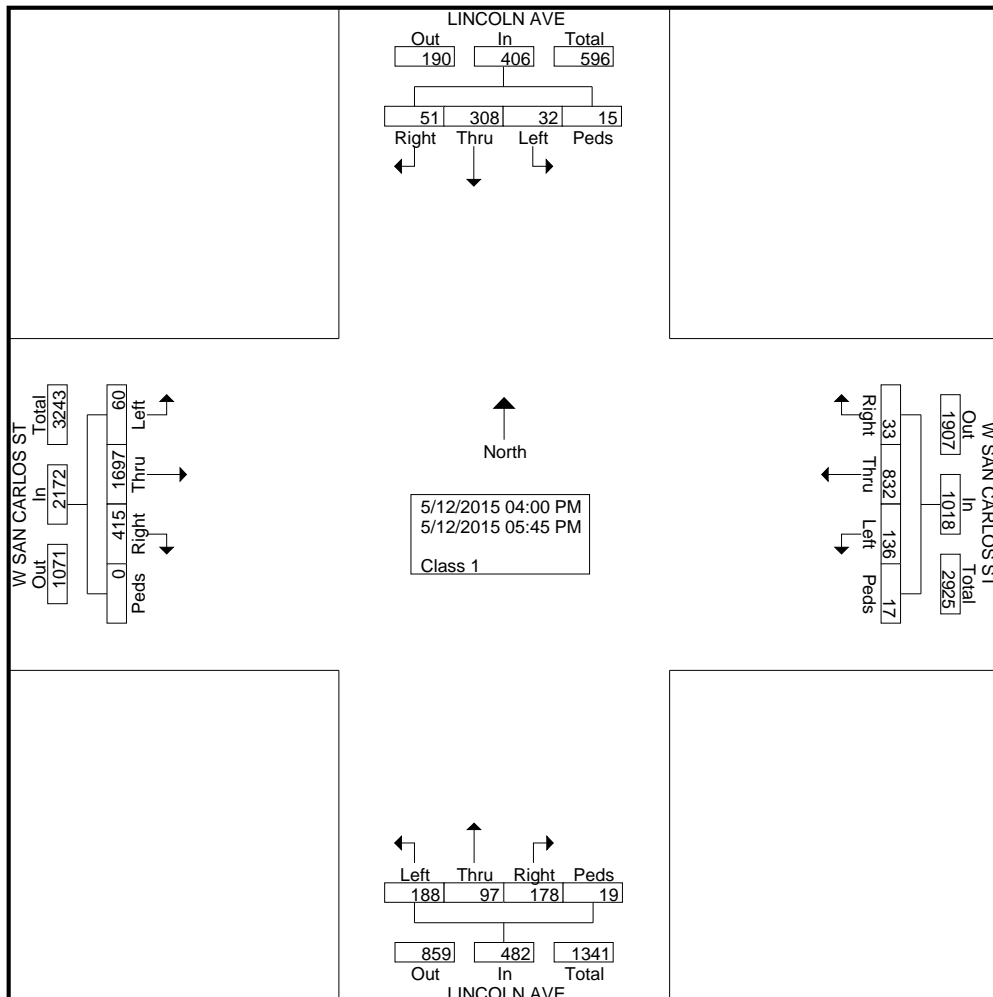 LINCOLN AVE
Out In Total
190 406 596
51 308 32 15
Right Thru Left Peds
W SAN CARLOS ST
Total In Out
3243 2172 1071
60 1697 415 0
Left Thru Right Peds
North
5/12/2015 04:00 PM
5/12/2015 05:45 PM
Class 1
W SAN CARLOS ST
Out In Total
1907 1018 2925
33 832 136 17
Right Thru Left Peds
Left Thru Right Peds
188 97 178 19
859 482 1341
Out In Total
LINCOLN AVE